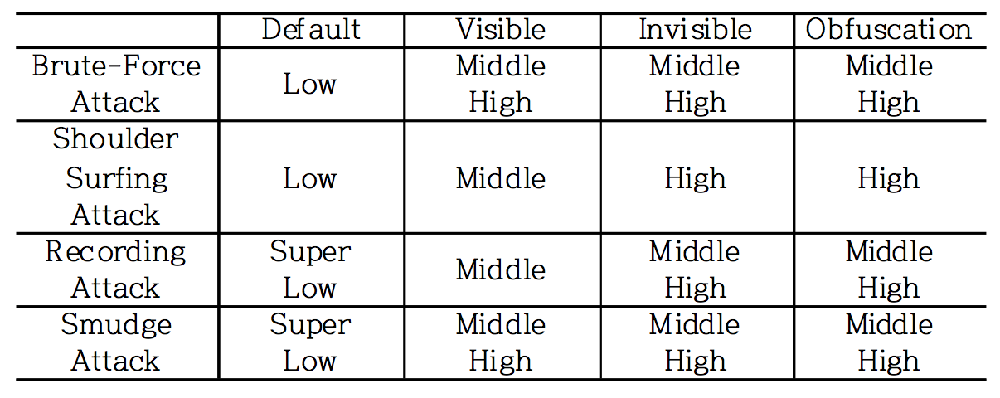 Default Visible Invisible Obfuscation
Brute-Force Attack Low Middle High Middle High Middle High
Shoulder Surfing Attack Low Middle High High
Recording Attack Super Low Middle Middle High Middle High
Smudge Attack Super Low Middle High Middle High Middle High